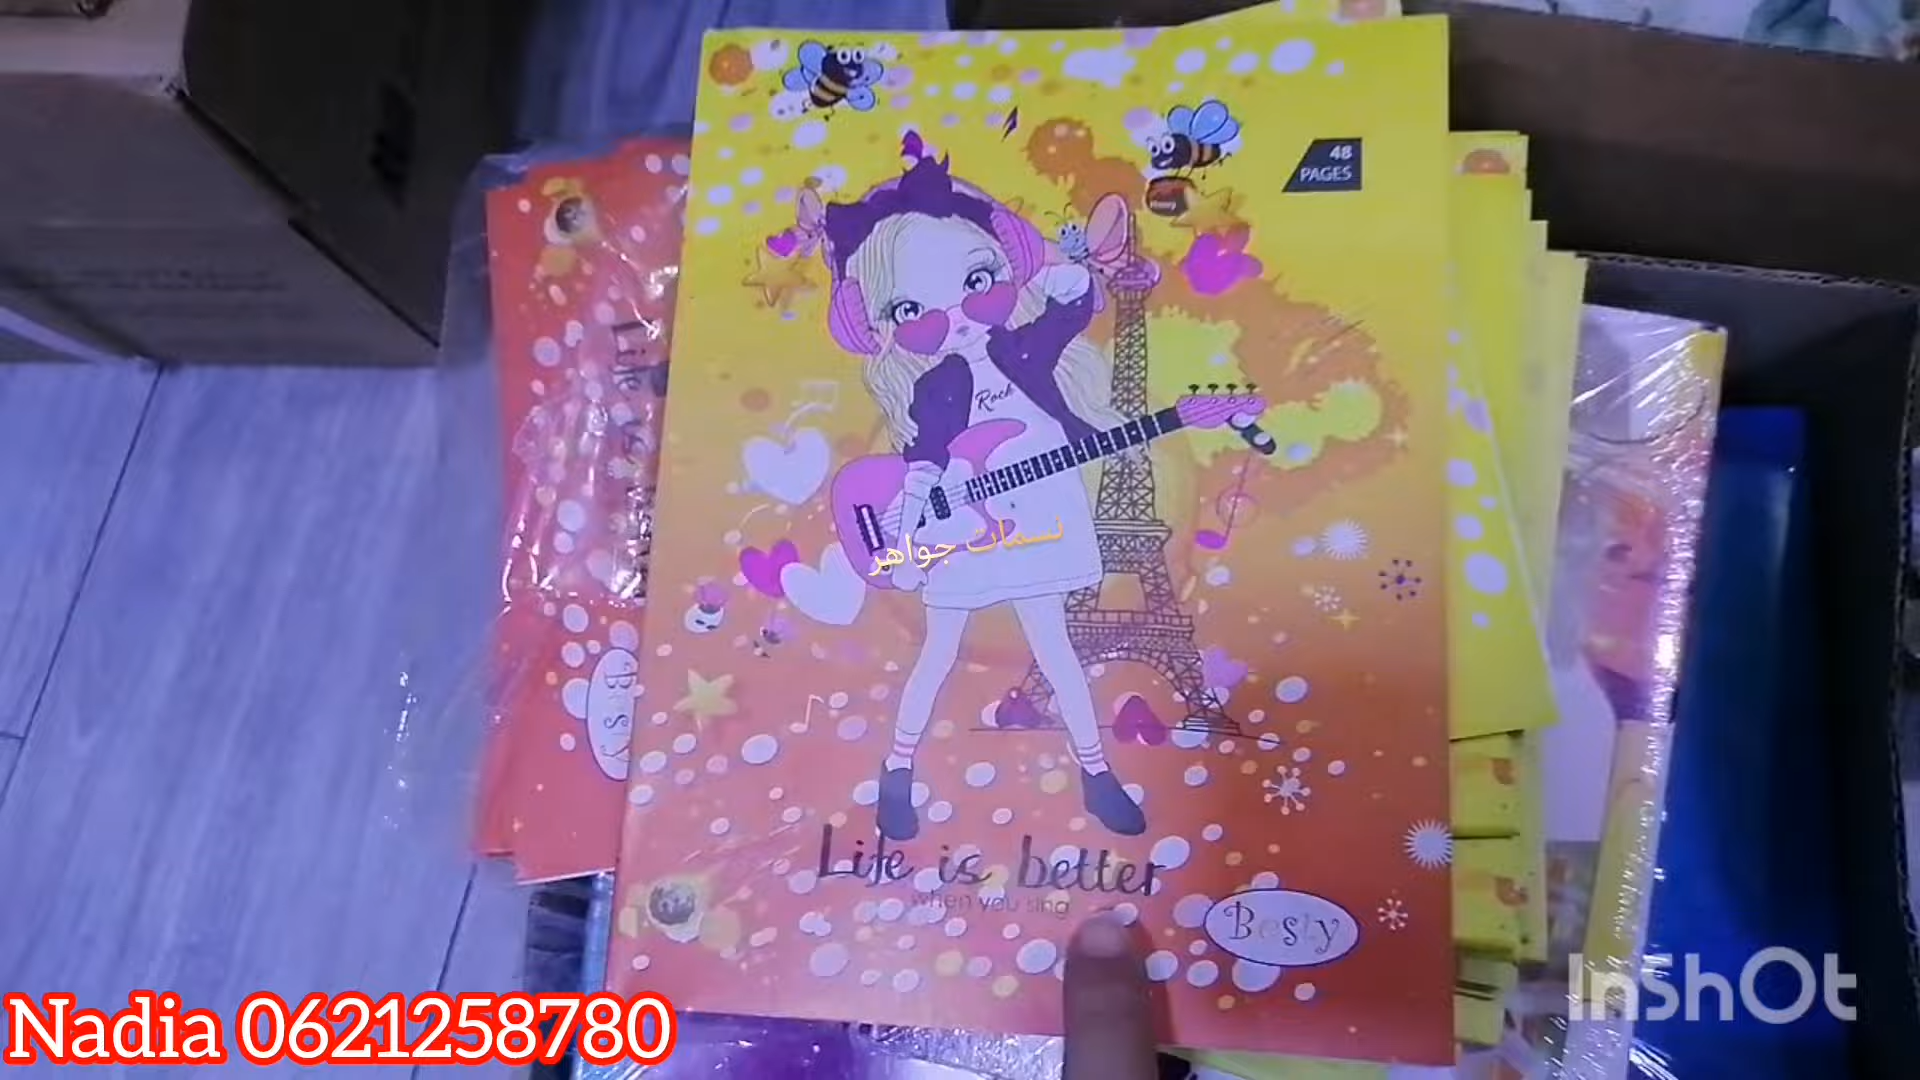 48
PAGES
Rock
نسمات جواهر
Life is better
when you sing
Besty
InShOt
Nadia 0621258780